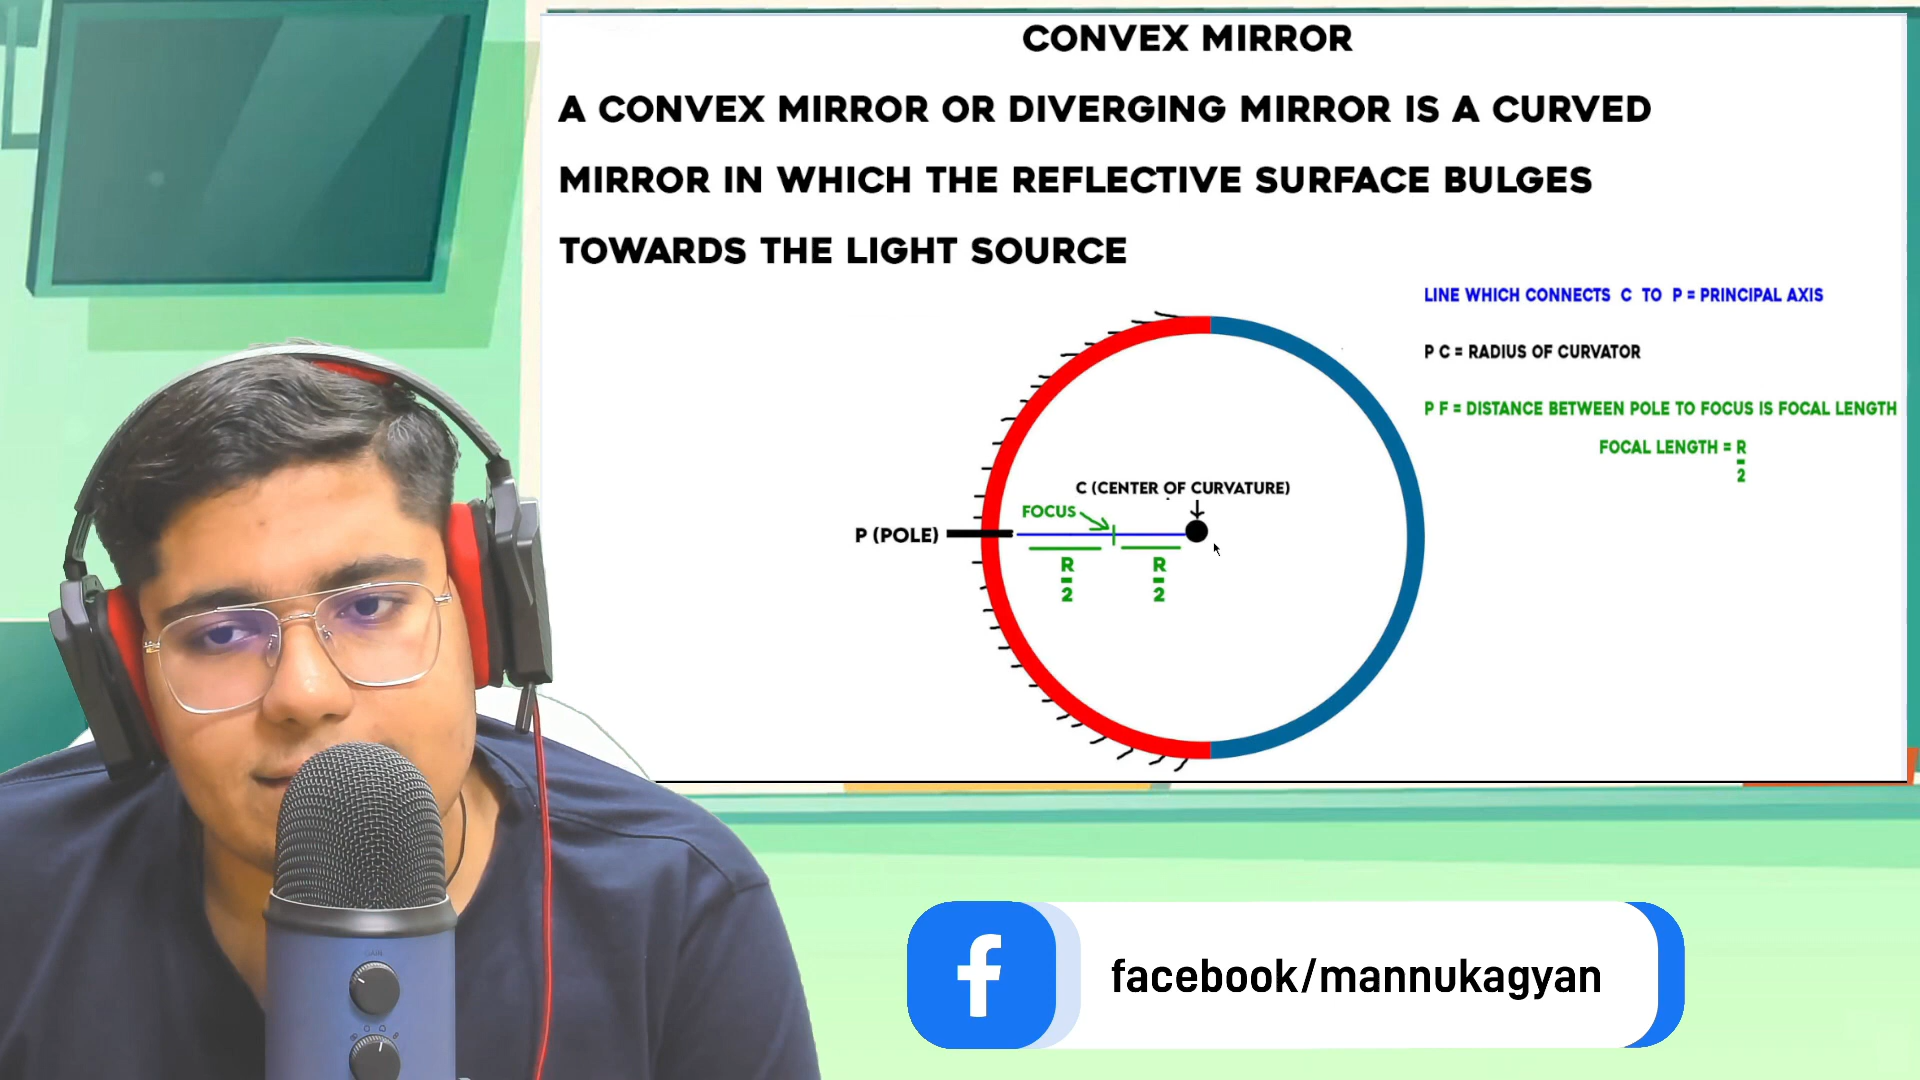 CONVEX MIRROR
A CONVEX MIRROR OR DIVERGING MIRROR IS A CURVED
MIRROR IN WHICH THE REFLECTIVE SURFACE BULGES
TOWARDS THE LIGHT SOURCE
LINE WHICH CONNECTS C TO P = PRINCIPAL AXIS
P C = RADIUS OF CURVATOR
P F = DISTANCE BETWEEN POLE TO FOCUS IS FOCAL LENGTH
FOCAL LENGTH = R
2
C (CENTER OF CURVATURE)
FOCUS
P (POLE)
R
2
R
2
facebook/mannukagyan